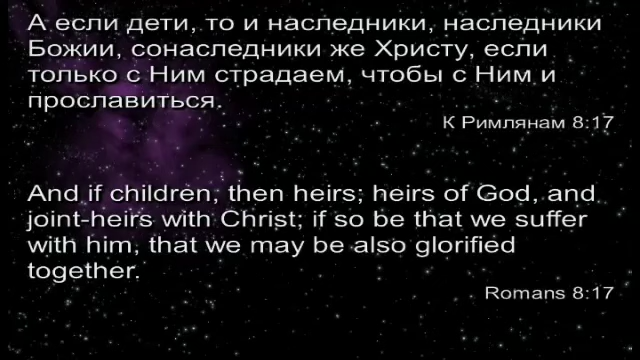 А если дети, то и наследники, наследники
Божии, сонаследники же Христу, если
только с Ним страдаем, чтобы с Ним и
прославиться.
К Римлянам 8:17
And if children, then heirs; heirs of God, and
joint-heirs with Christ; if so be that we suffer
with him, that we may be also glorified
together.
Romans 8:17